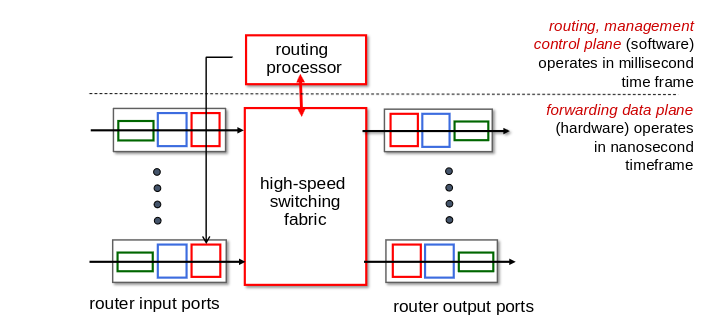 routing, management
control plane (software)
operates in millisecond
time frame
routing
processor
forwarding data plane
(hardware) operates
in nanosecond
timeframe
high-speed
switching
fabric
router input ports
router output ports